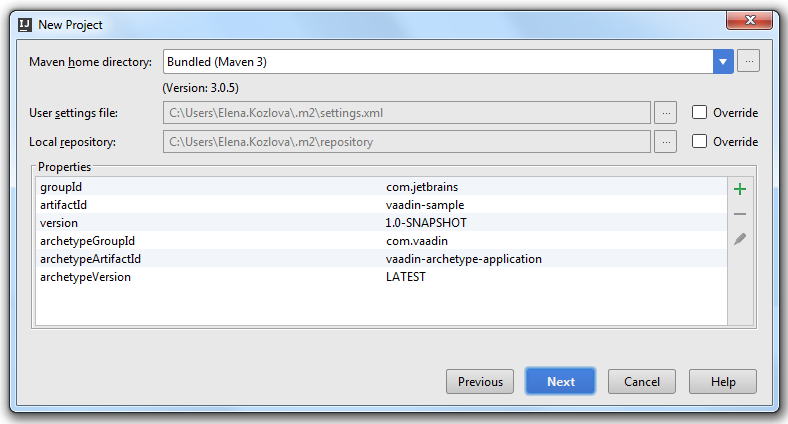 IJ New Project
Maven home directory: Bundled (Maven 3) ...
(Version: 3.0.5)
User settings file: C:\Users\Elena.Kozlova\.m2\settings.xml ... Override
Local repository: C:\Users\Elena.Kozlova\.m2\repository ... Override
Properties
groupId com.jetbrains
artifactId vaadin-sample
version 1.0-SNAPSHOT
archetypeGroupId com.vaadin
archetypeArtifactId vaadin-archetype-application
archetypeVersion LATEST
Previous Next Cancel Help